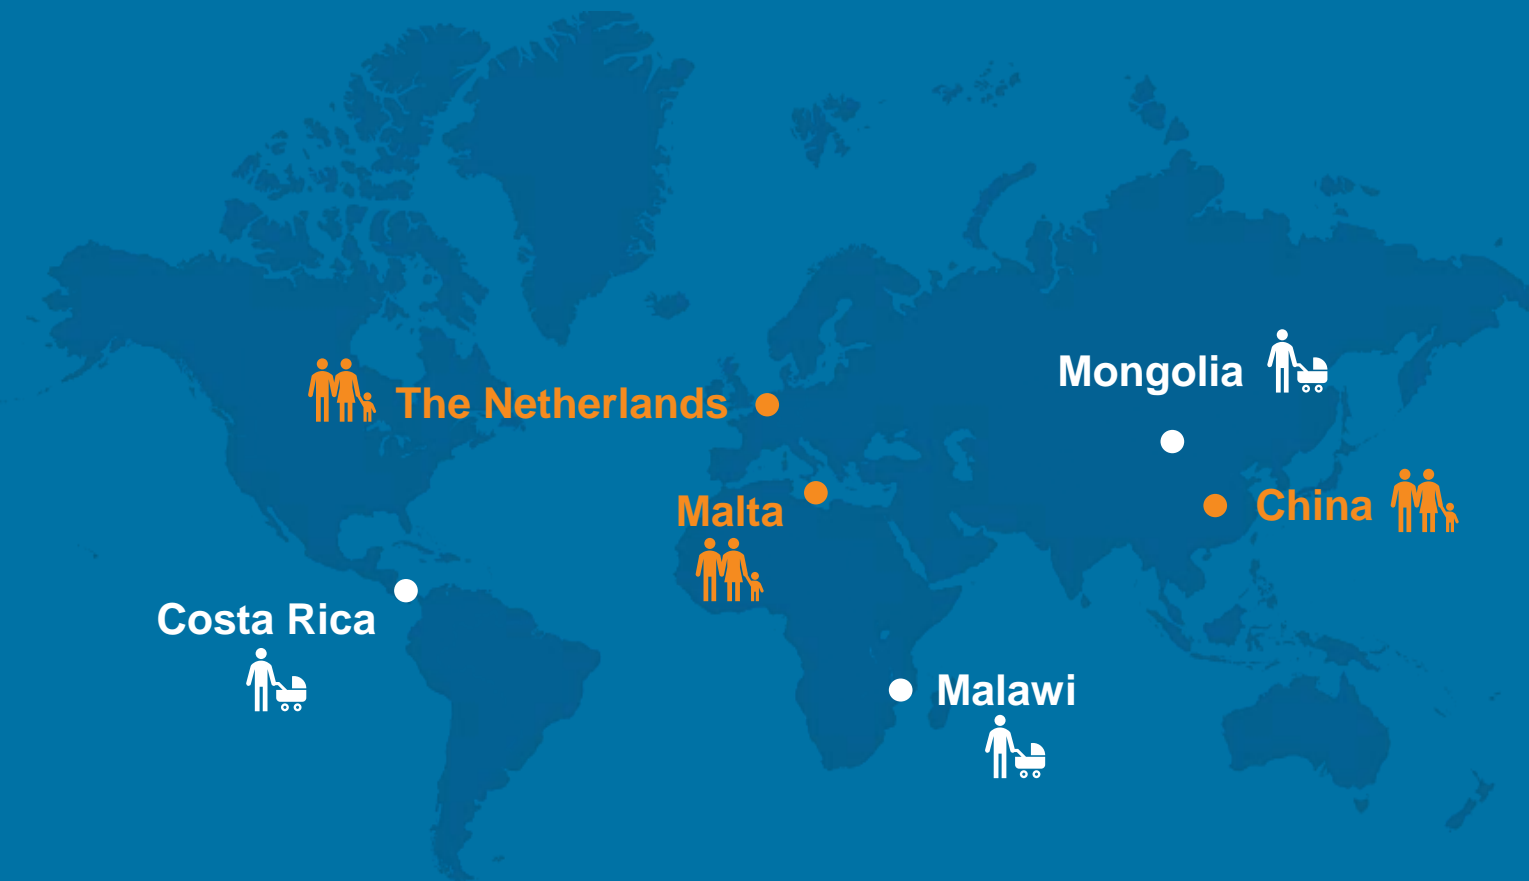 Mongolia
The Netherlands
China
Malta
Costa Rica
Malawi